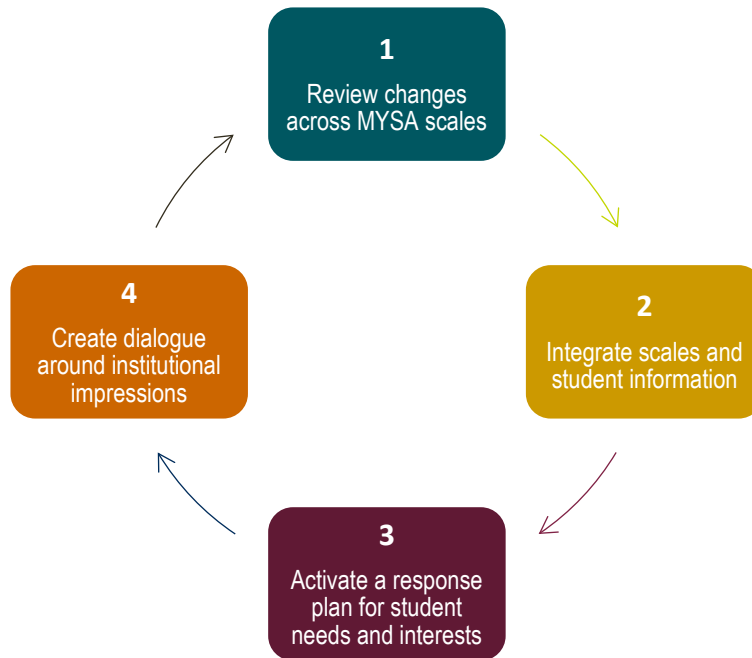 1
Review changes
across MYSA scales
2
Integrate scales and
student information
3
Activate a response
plan for student
needs and interests
4
Create dialogue
around institutional
impressions